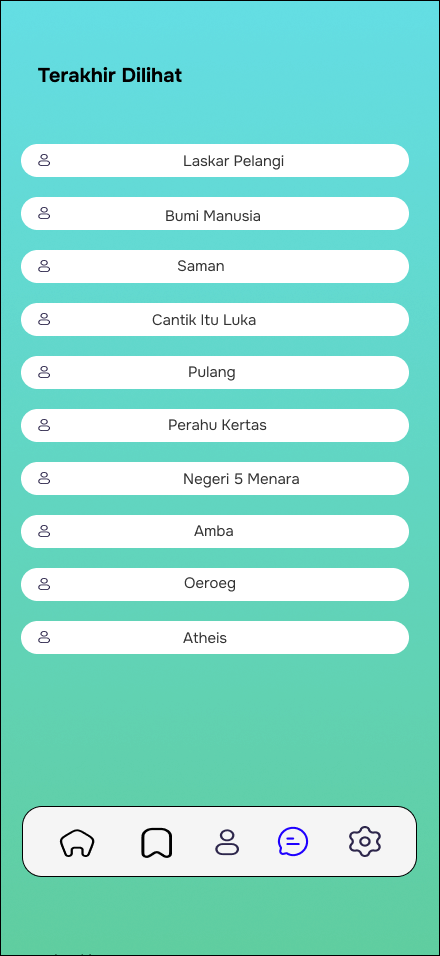 Terakhir Dilihat
Laskar Pelangi
Bumi Manusia
Saman
Cantik Itu Luka
Pulang
Perahu Kertas
Negeri 5 Menara
Amba
Oeroeg
Atheis